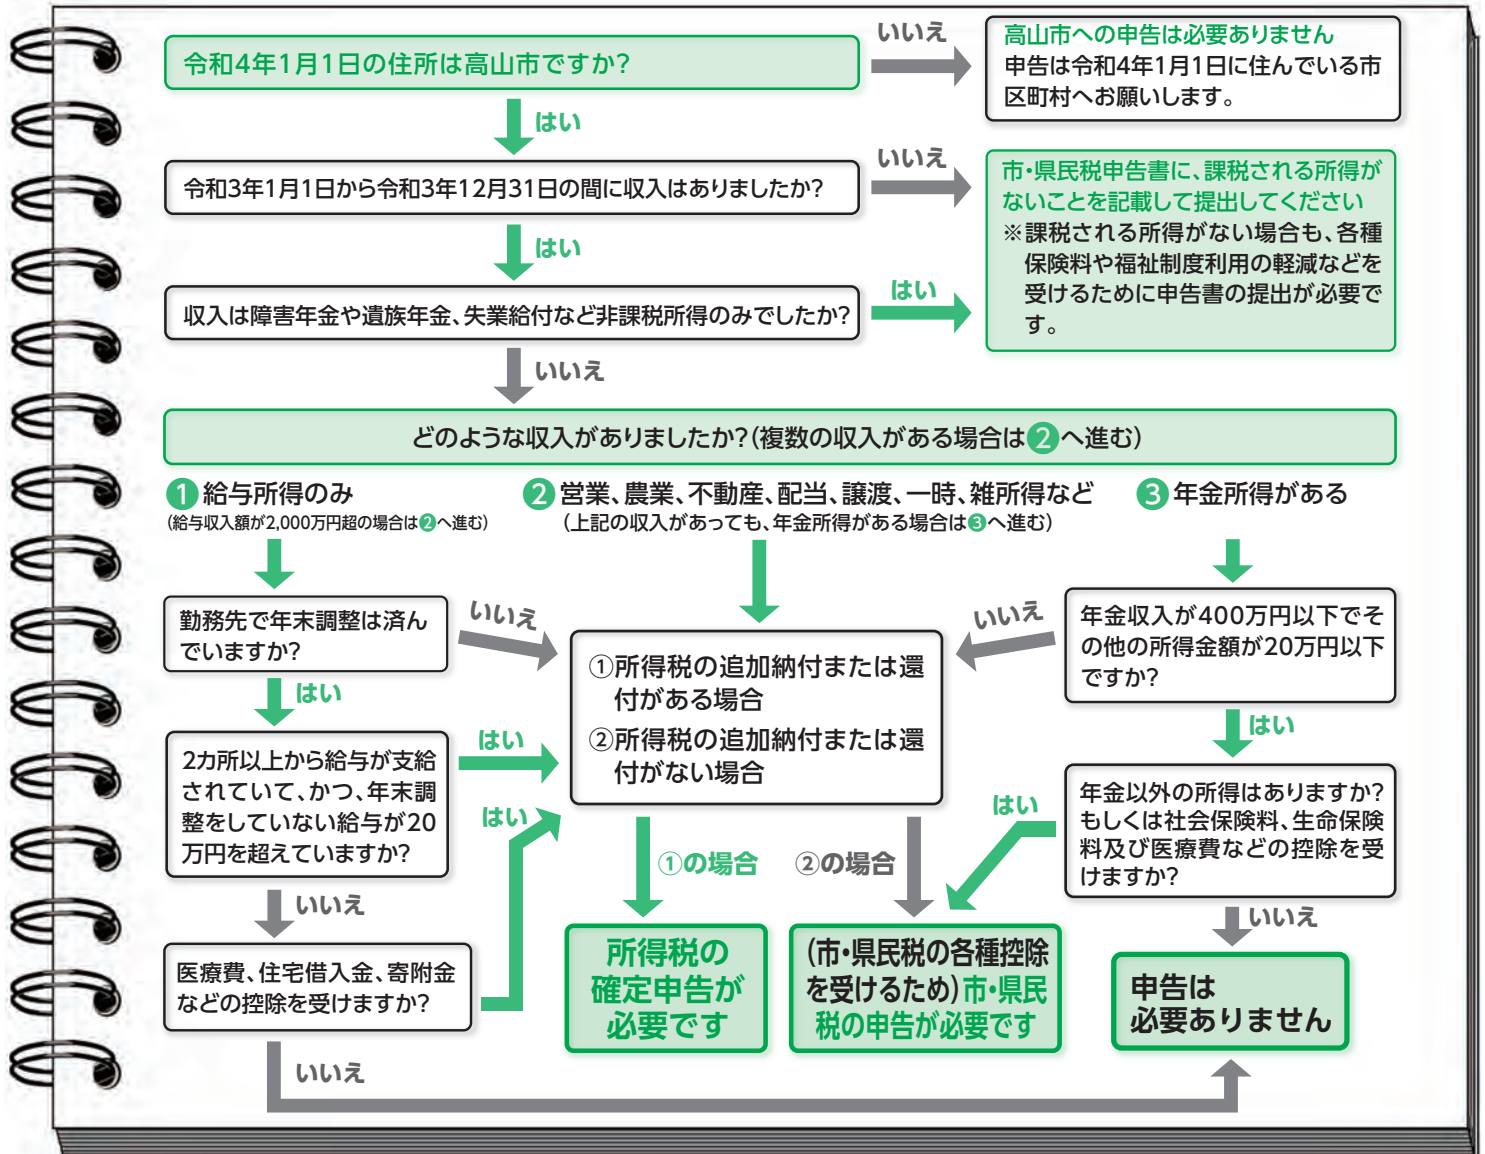 令和4年1月1日の住所は高山市ですか?
いいえ
高山市への申告は必要ありません
申告は令和4年1月1日に住んでいる市
区町村へお願いします。
はい
令和3年1月1日から令和3年12月31日の間に収入はありましたか?
いいえ
市・県民税申告書に、課税される所得が
ないことを記載して提出してください
※課税される所得がない場合も、各種
保険料や福祉制度利用の軽減などを
受けるために申告書の提出が必要で
す。
はい
収入は障害年金や遺族年金、失業給付など非課税所得のみでしたか?
はい
いいえ
どのような収入がありましたか?(複数の収入がある場合は❷へ進む)
❶給与所得のみ
(給与収入額が2,000万円超の場合は❷へ進む)
❷営業、農業、不動産、配当、譲渡、一時、雑所得など
(上記の収入があっても、年金所得がある場合は❸へ進む)
❸年金所得がある
勤務先で年末調整は済ん
でいますか?
いいえ
はい
2カ所以上から給与が支給
されていて、かつ、年末調
整をしていない給与が20
万円を超えていますか?
はい
いいえ
医療費、住宅借入金、寄附金
などの控除を受けますか?
はい
いいえ
①所得税の追加納付または還
付がある場合
②所得税の追加納付または還
付がない場合
①の場合
②の場合
いいえ
年金収入が400万円以下でそ
の他の所得金額が20万円以下
ですか?
はい
年金以外の所得はありますか?
もしくは社会保険料、生命保険
料及び医療費などの控除を受
けますか?
はい
いいえ
所得税の
確定申告が
必要です
(市・県民税の各種控除
を受けるため)市・県民
税の申告が必要です
申告は
必要ありません